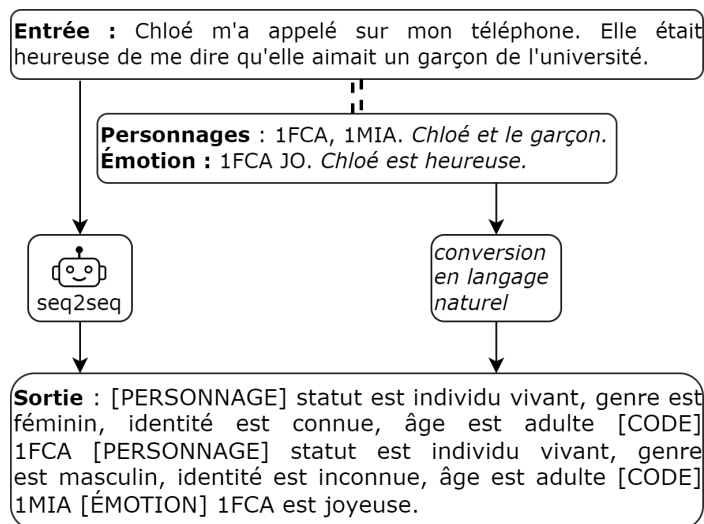 Entrée : Chloé m'a appelé sur mon téléphone. Elle était
heureuse de me dire qu'elle aimait un garçon de l'université.
Personnages : 1FCA, 1MIA. Chloé et le garçon.
Émotion : 1FCA JO. Chloé est heureuse.
seq2seq
conversion
en langage
naturel
Sortie : [PERSONNAGE] statut est individu vivant, genre est
féminin, identité est connue, âge est adulte [CODE]
1FCA [PERSONNAGE] statut est individu vivant, genre
est masculin, identité est inconnue, âge est adulte [CODE]
1MIA [ÉMOTION] 1FCA est joyeuse.